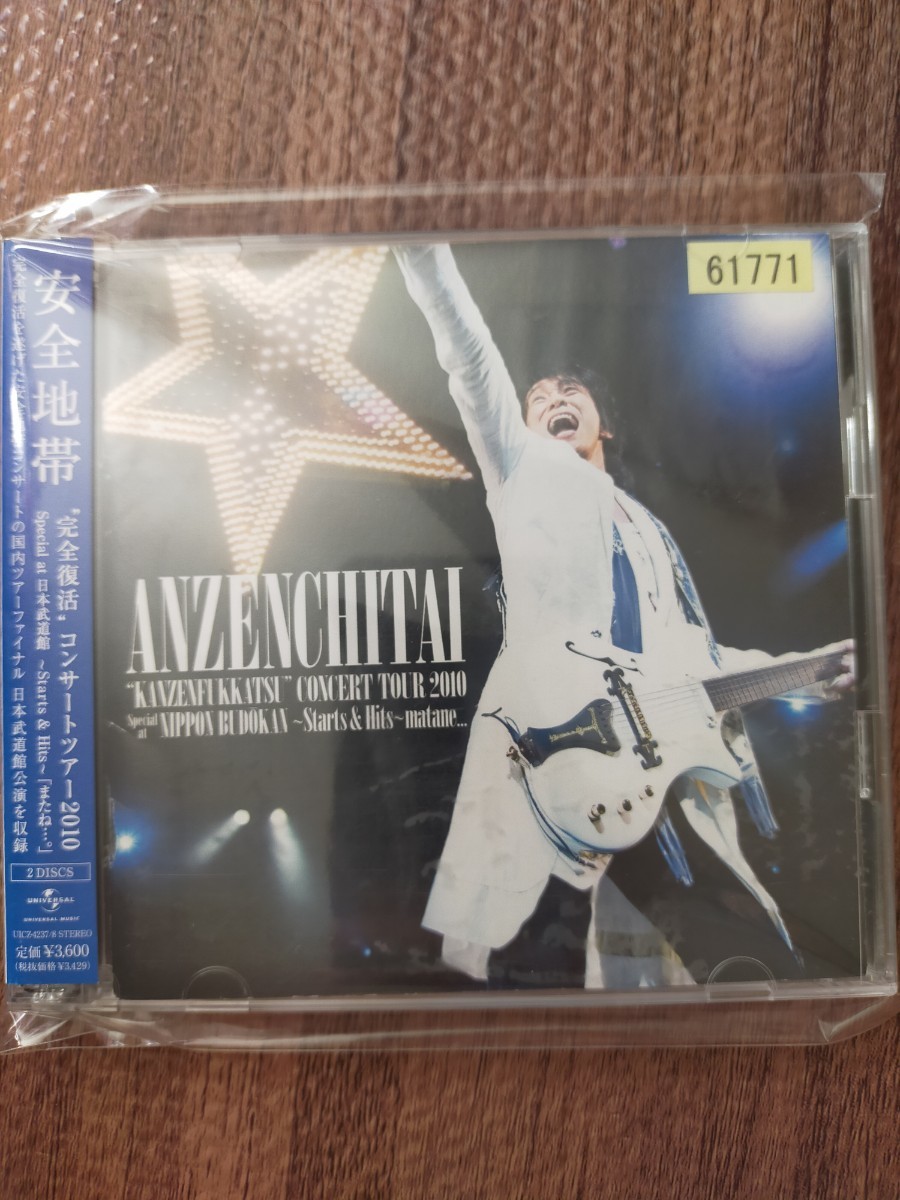 61771
安全地帯
"完全復活" コンサートツアー2010
Special at 日本武道館 ~Starts & Hits~「またね…。」
コンサートの国内ツアーファイナル 日本武道館公演を収録
2 DISCS
UNIVERSAL
UNIVERSAL MUSIC
UICZ-4237/8 STEREO
定価 ¥3,600
(税抜価格 ¥3,429)
ANZENCHITAI
"KANZENFUKKATSU" CONCERT TOUR 2010
Special at NIPPON BUDOKAN ~Starts & Hits~matane...